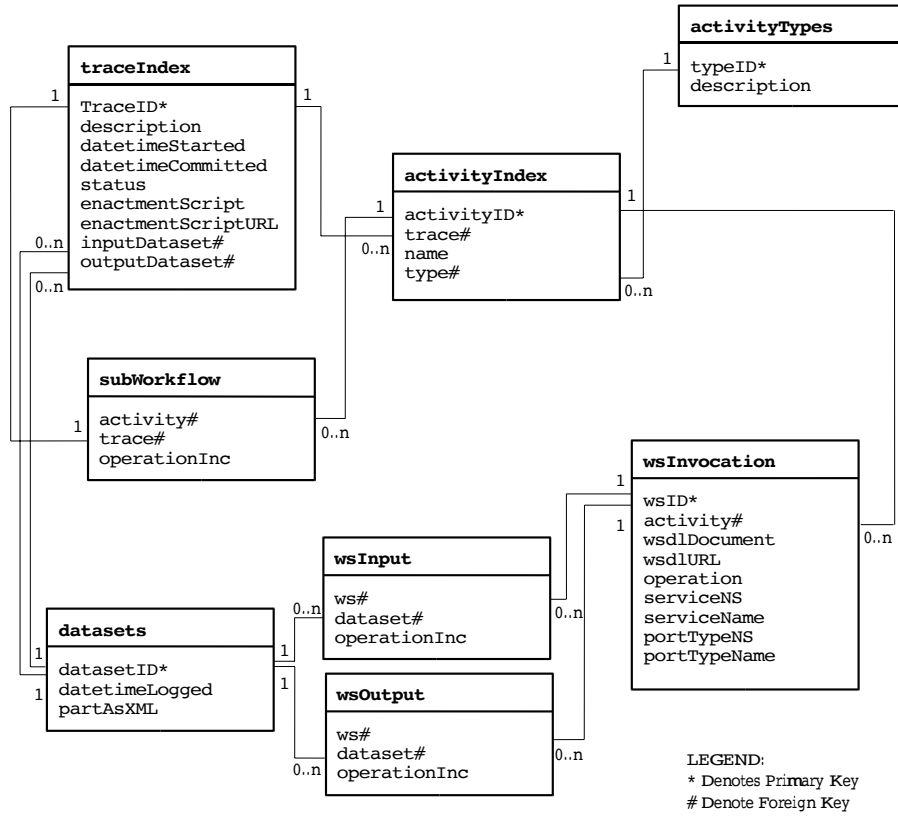 activityTypes
typeID*
description
1
traceIndex
TraceID*
description
datetimeStarted
datetimeCommitted
status
enactmentScript
enactmentScriptURL
inputDataset#
outputDataset#
1
1
0..n
0..n
activityIndex
activityID*
trace#
name
type#
1
0..n
1
0..n
subWorkflow
activity#
trace#
operationInc
1
0..n
wsInvocation
wsID*
activity#
wsdlDocument
wsdlURL
operation
serviceNS
serviceName
portTypeNS
portTypeName
1
1
0..n
wsInput
ws#
dataset#
operationInc
0..n
0..n
datasets
datasetID*
datetimeLogged
partAsXML
1
1
1
1
wsOutput
ws#
dataset#
operationInc
0..n
0..n
LEGEND:
* Denotes Primary Key
# Denote Foreign Key